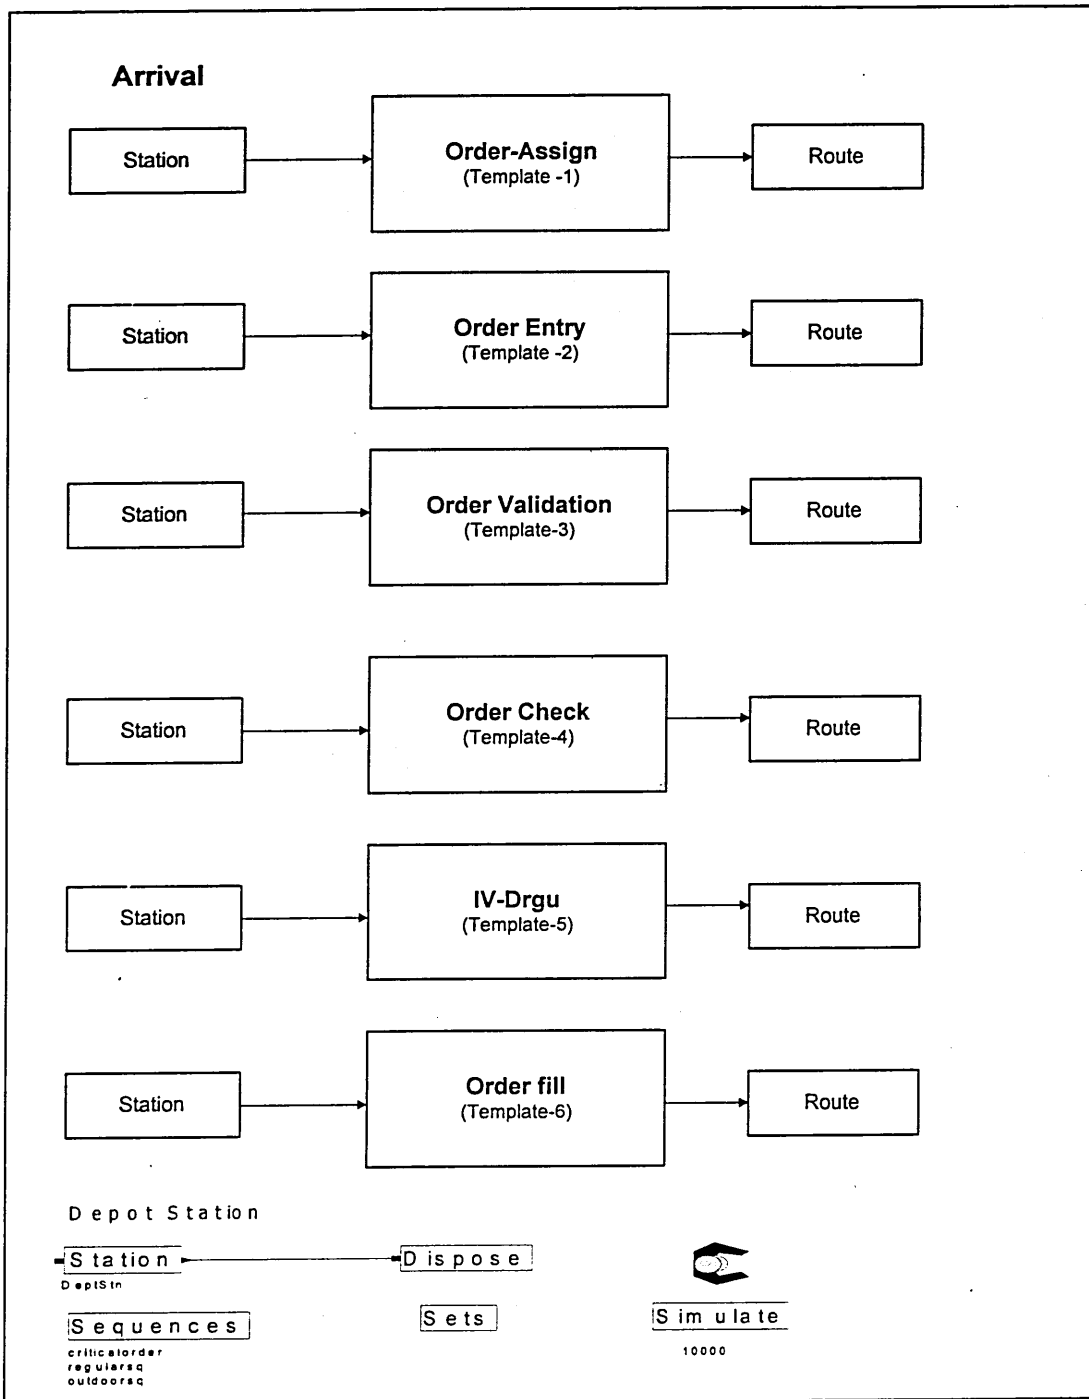 Arrival
Station
Order-Assign
(Template -1)
Route
Station
Order Entry
(Template -2)
Route
Station
Order Validation
(Template-3)
Route
Station
Order Check
(Template-4)
Route
Station
IV-Drgu
(Template-5)
Route
Station
Order fill
(Template-6)
Route
Depot Station
Station
Dispose
DeptStn
Sequences
Sets
Simulate
criticalorder
regularsq
outdoorsq
10000